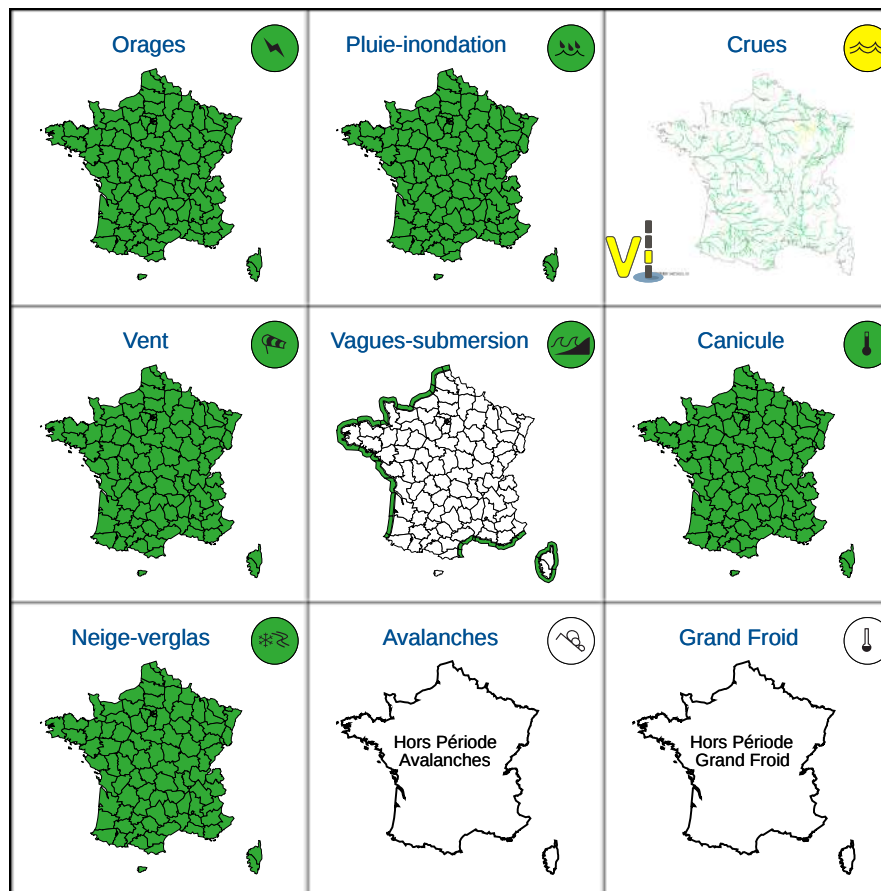 Orages
Pluie-inondation
Crues
Vi
Vent
Vagues-submersion
Canicule
Neige-verglas
Avalanches
Grand Froid
Hors Période
Avalanches
Hors Période
Grand Froid